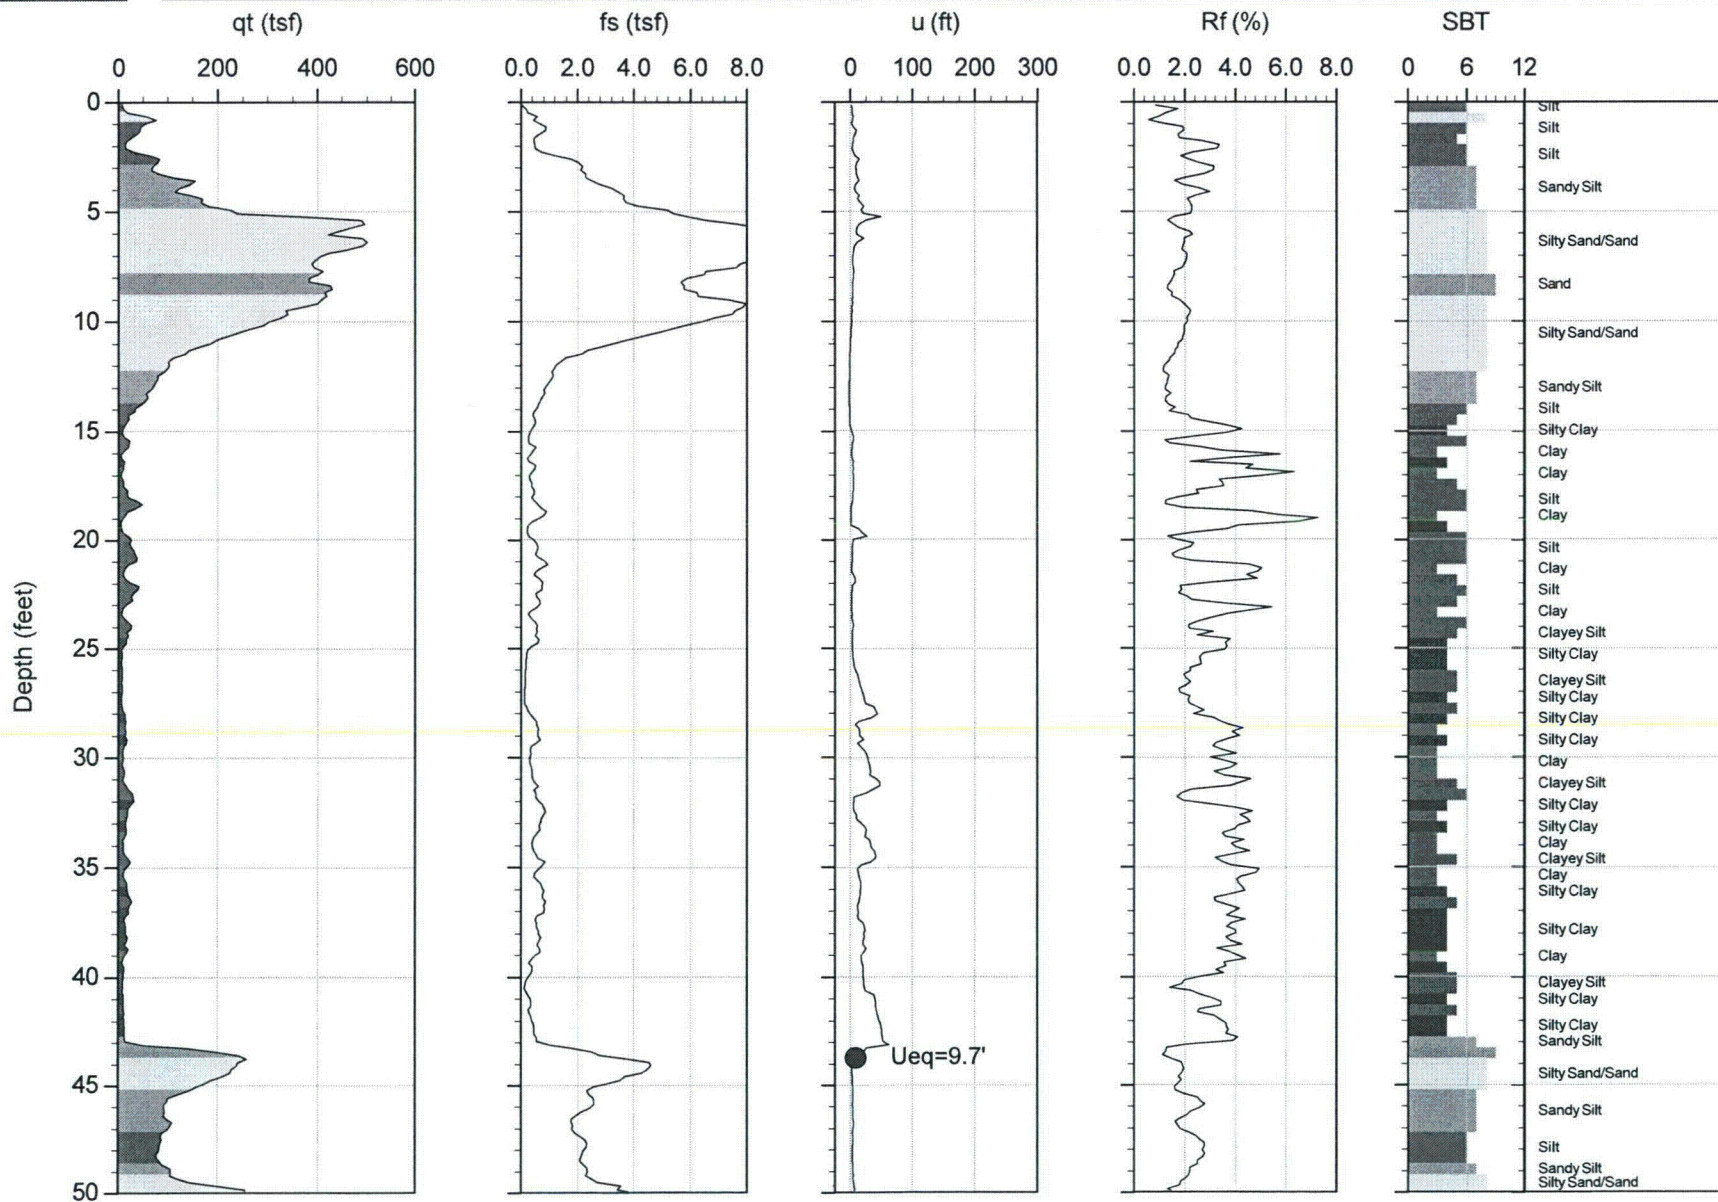 qt (tsf) fs (tsf) u (ft) Rf (%) SBT
0 200 400 600 0.0 2.0 4.0 6.0 8.0 0 100 200 300 0.0 2.0 4.0 6.0 8.0 0 6 12
0
5
10
15
20
25
30
35
40
45
50
Depth (feet)
Ueq=9.7'
Silt
Silt
Silt
Sandy Silt
Silty Sand/Sand
Sand
Silty Sand/Sand
Sandy Silt
Silt
Silty Clay
Clay
Clay
Silt
Clay
Silt
Clay
Silt
Clay
Clayey Silt
Silty Clay
Clayey Silt
Silty Clay
Silty Clay
Silty Clay
Clay
Clayey Silt
Silty Clay
Silty Clay
Clay
Clayey Silt
Clay
Silty Clay
Silty Clay
Clay
Clayey Silt
Silty Clay
Silty Clay
Sandy Silt
Silty Sand/Sand
Sandy Silt
Silt
Sandy Silt
Silty Sand/Sand